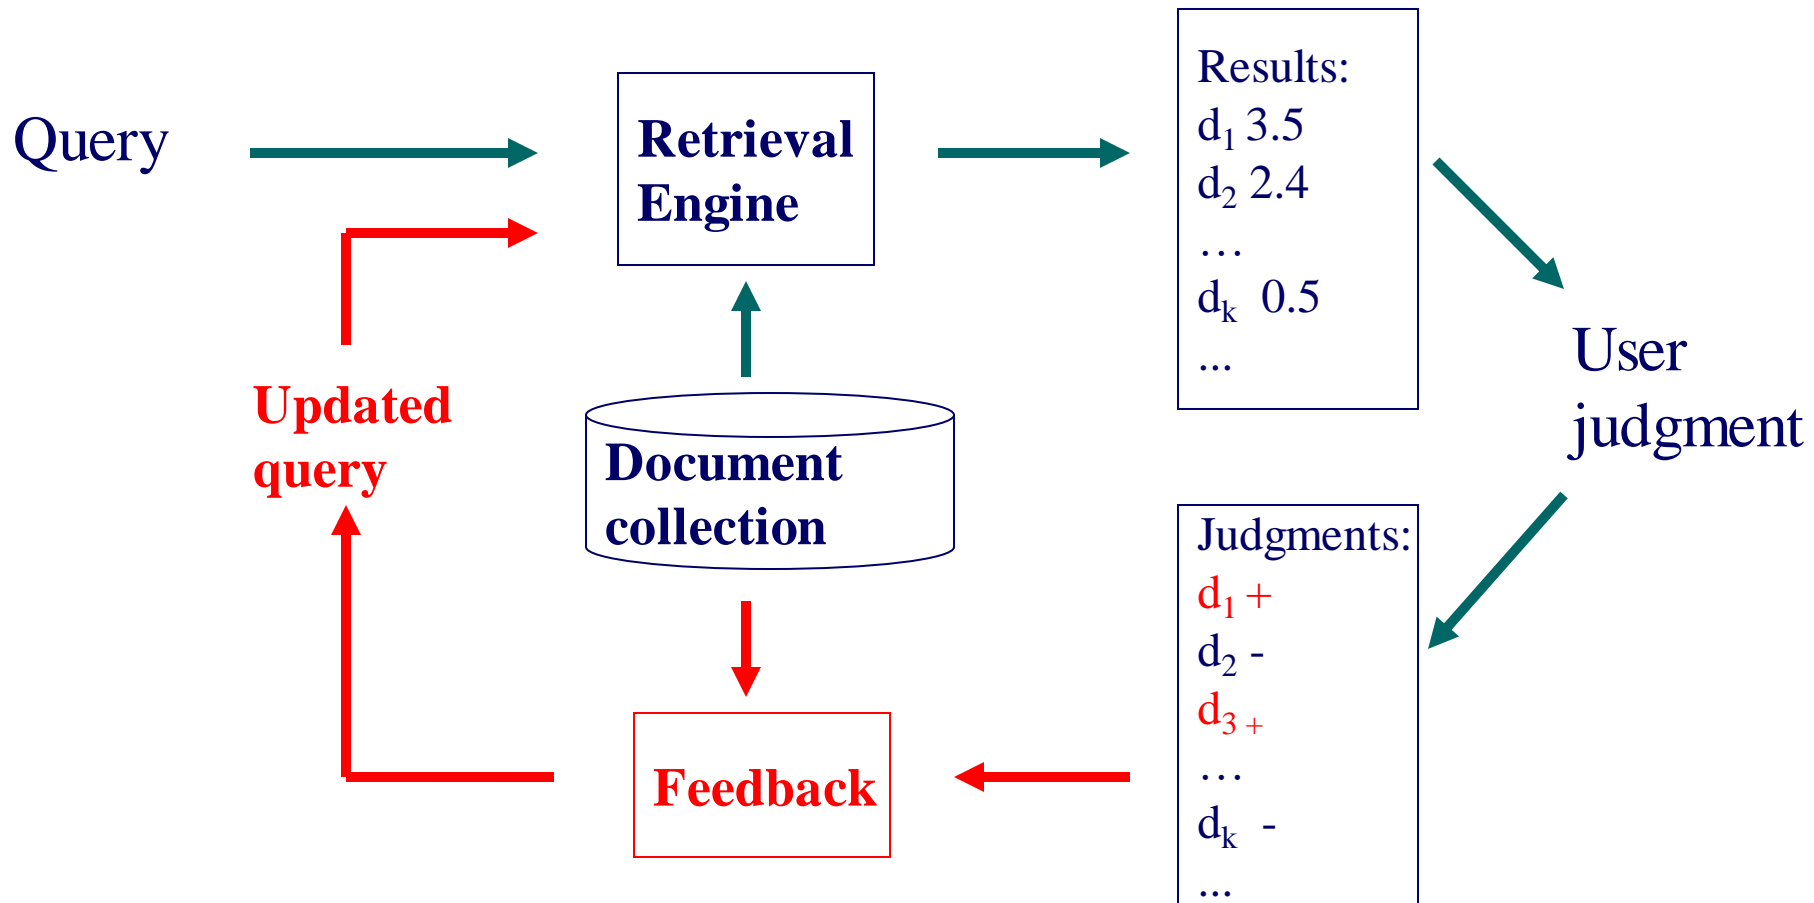 Query
Retrieval
Engine
Results:
d₁ 3.5
d₂ 2.4
…
dₖ 0.5
...
User
judgment
Updated
query
Document
collection
Judgments:
d₁ +
d₂ -
d₃ +
…
dₖ -
...
Feedback